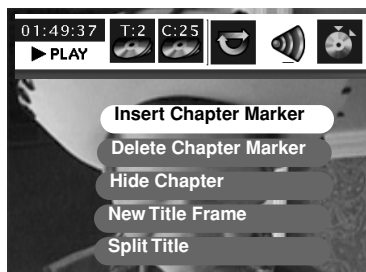 01:49:37 T:2 C:25
PLAY
Insert Chapter Marker
Delete Chapter Marker
Hide Chapter
New Title Frame
Split Title